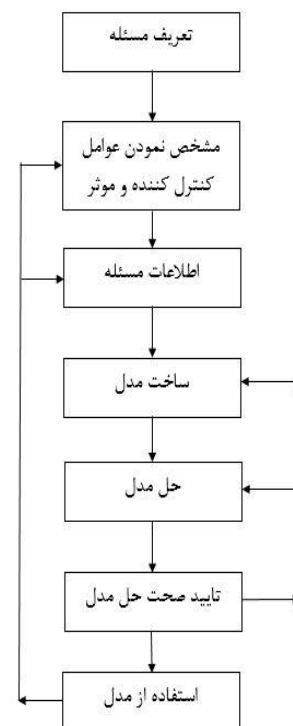 تعریف مسئله
مشخص نمودن عوامل
کنترل کننده و موثر
اطلاعات مسئله
ساخت مدل
حل مدل
تایید صحت حل مدل
استفاده از مدل